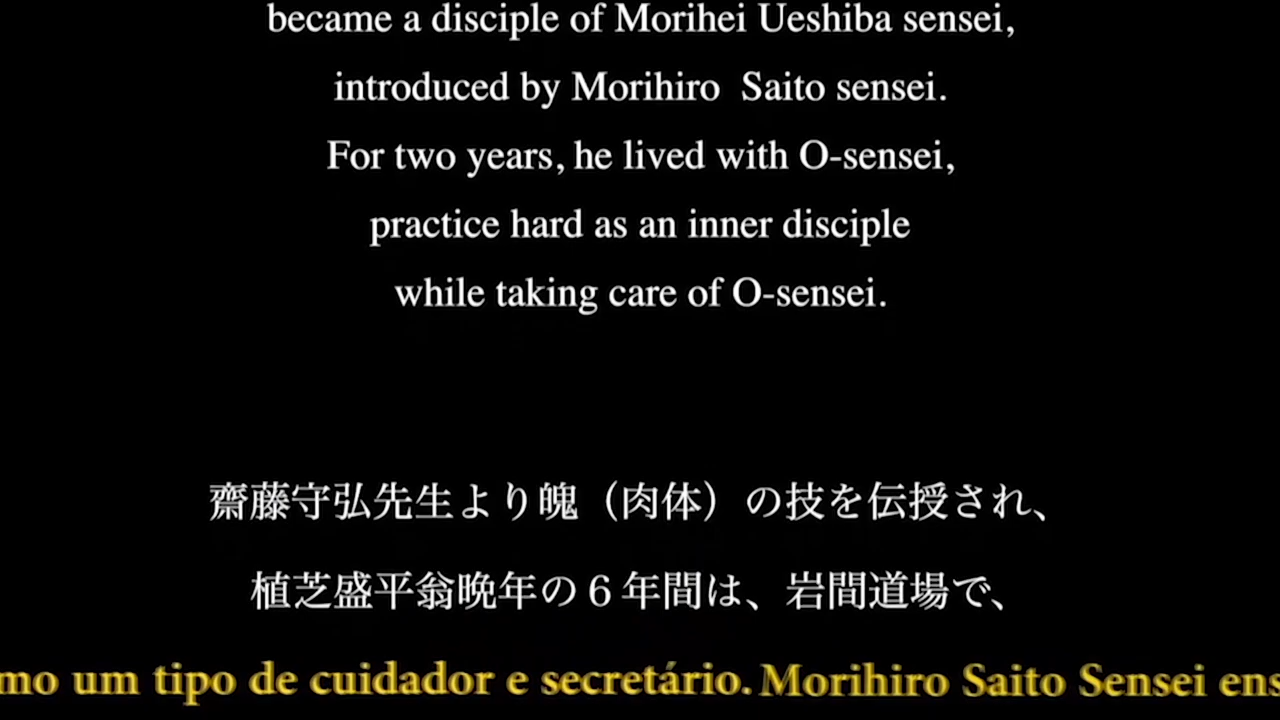 became a disciple of Morihei Ueshiba sensei,
introduced by Morihiro Saito sensei.
For two years, he lived with O-sensei,
practice hard as an inner disciple
while taking care of O-sensei.
齋藤守弘先生より魄（肉体）の技を伝授され、
植芝盛平翁晩年の６年間は、岩間道場で、
mo um tipo de cuidador e secretário. Morihiro Saito Sensei ens